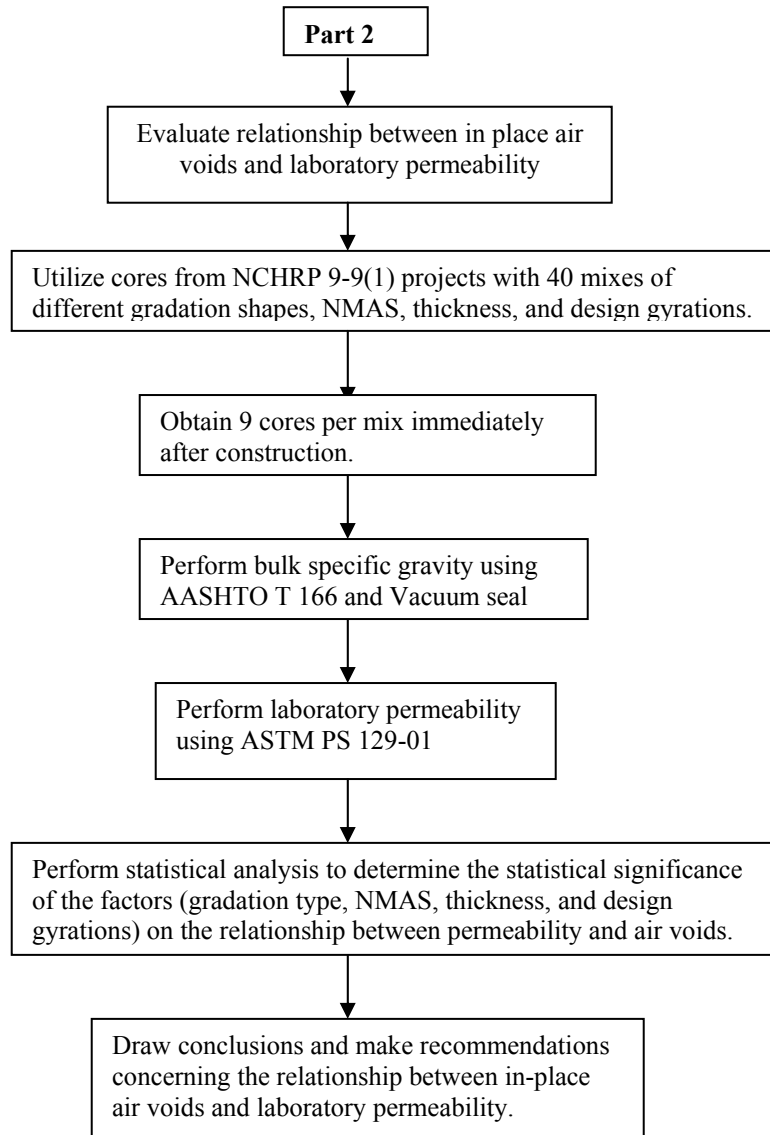 Part 2
Evaluate relationship between in place air
voids and laboratory permeability
Utilize cores from NCHRP 9-9(1) projects with 40 mixes of
different gradation shapes, NMAS, thickness, and design gyrations.
Obtain 9 cores per mix immediately
after construction.
Perform bulk specific gravity using
AASHTO T 166 and Vacuum seal
Perform laboratory permeability
using ASTM PS 129-01
Perform statistical analysis to determine the statistical significance
of the factors (gradation type, NMAS, thickness, and design
gyrations) on the relationship between permeability and air voids.
Draw conclusions and make recommendations
concerning the relationship between in-place
air voids and laboratory permeability.